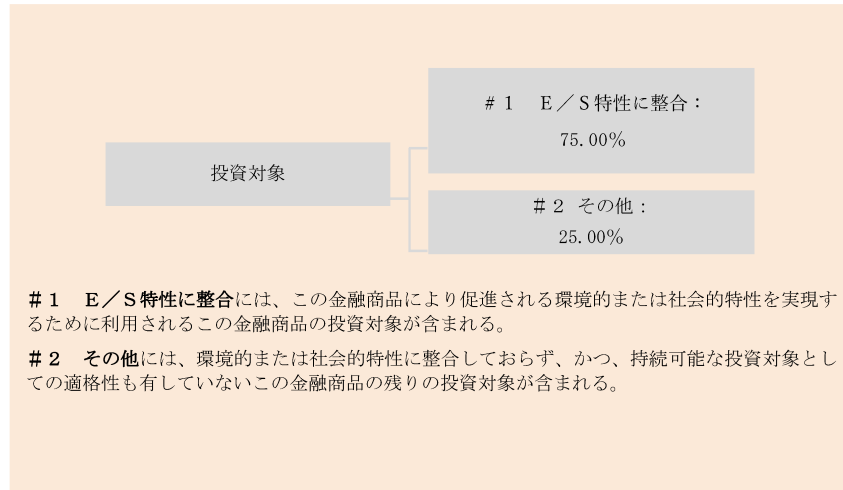 ＃１　Ｅ／Ｓ特性に整合：
75.00%
投資対象
＃２ その他：
25.00%
＃１　Ｅ／Ｓ特性に整合には、この金融商品により促進される環境的または社会的特性を実現す
るために利用されるこの金融商品の投資対象が含まれる。
＃２　その他には、環境的または社会的特性に整合しておらず、かつ、持続可能な投資対象とし
ての適格性も有していないこの金融商品の残りの投資対象が含まれる。